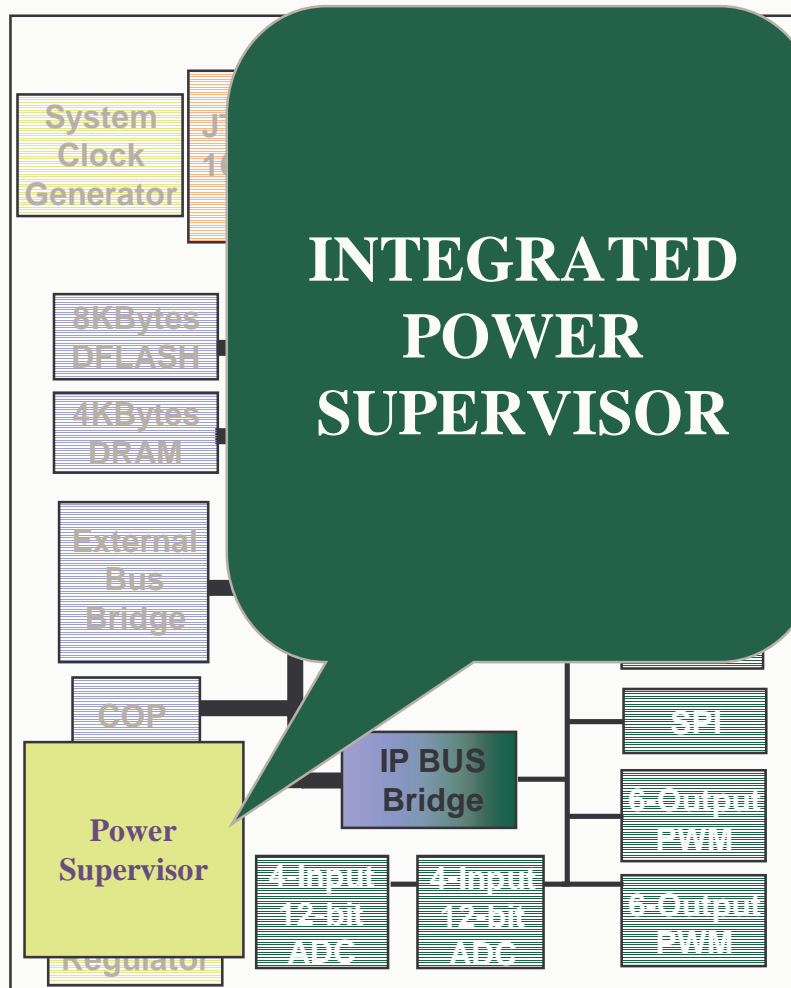 System
Clock
Generator
INTEGRATED
POWER
SUPERVISOR
8KBytes
DFLASH
4KBytes
DRAM
External
Bus
Bridge
COP
SPI
IP BUS
Bridge
6-Output
PWM
Power
Supervisor
4-Input
12-bit
ADC
4-Input
12-bit
ADC
6-Output
PWM
Regulator